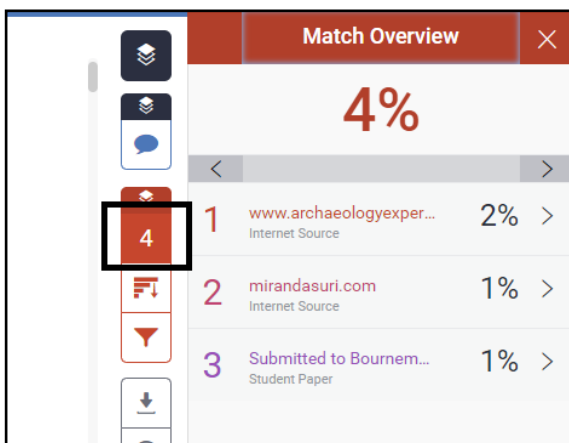 Match Overview
4%
4
1 www.archaeologyexper... 2%
Internet Source
2 mirandasuri.com 1%
Internet Source
3 Submitted to Bournem... 1%
Student Paper